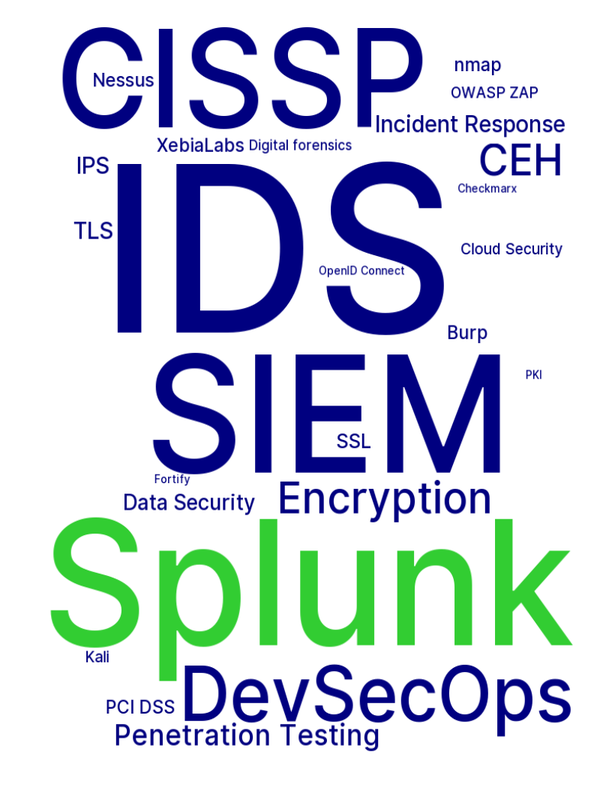 CISSP
Nessus
nmap
OWASP ZAP
Incident Response
XebiaLabs
Digital forensics
CEH
IPS
Checkmarx
IDS
TLS
Cloud Security
OpenID Connect
Burp
SIEM
PKI
SSL
Fortify
Data Security
Encryption
Splunk
Kali
DevSecOps
PCI DSS
Penetration Testing